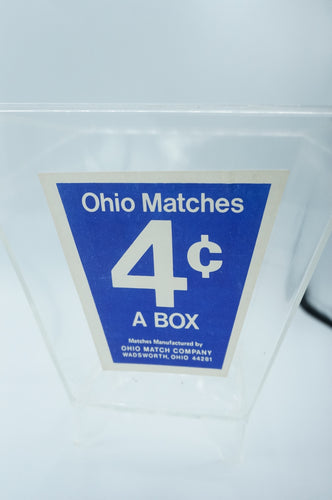 Ohio Matches
4¢
A BOX
Matches Manufactured by
OHIO MATCH COMPANY
WADSWORTH, OHIO 44281